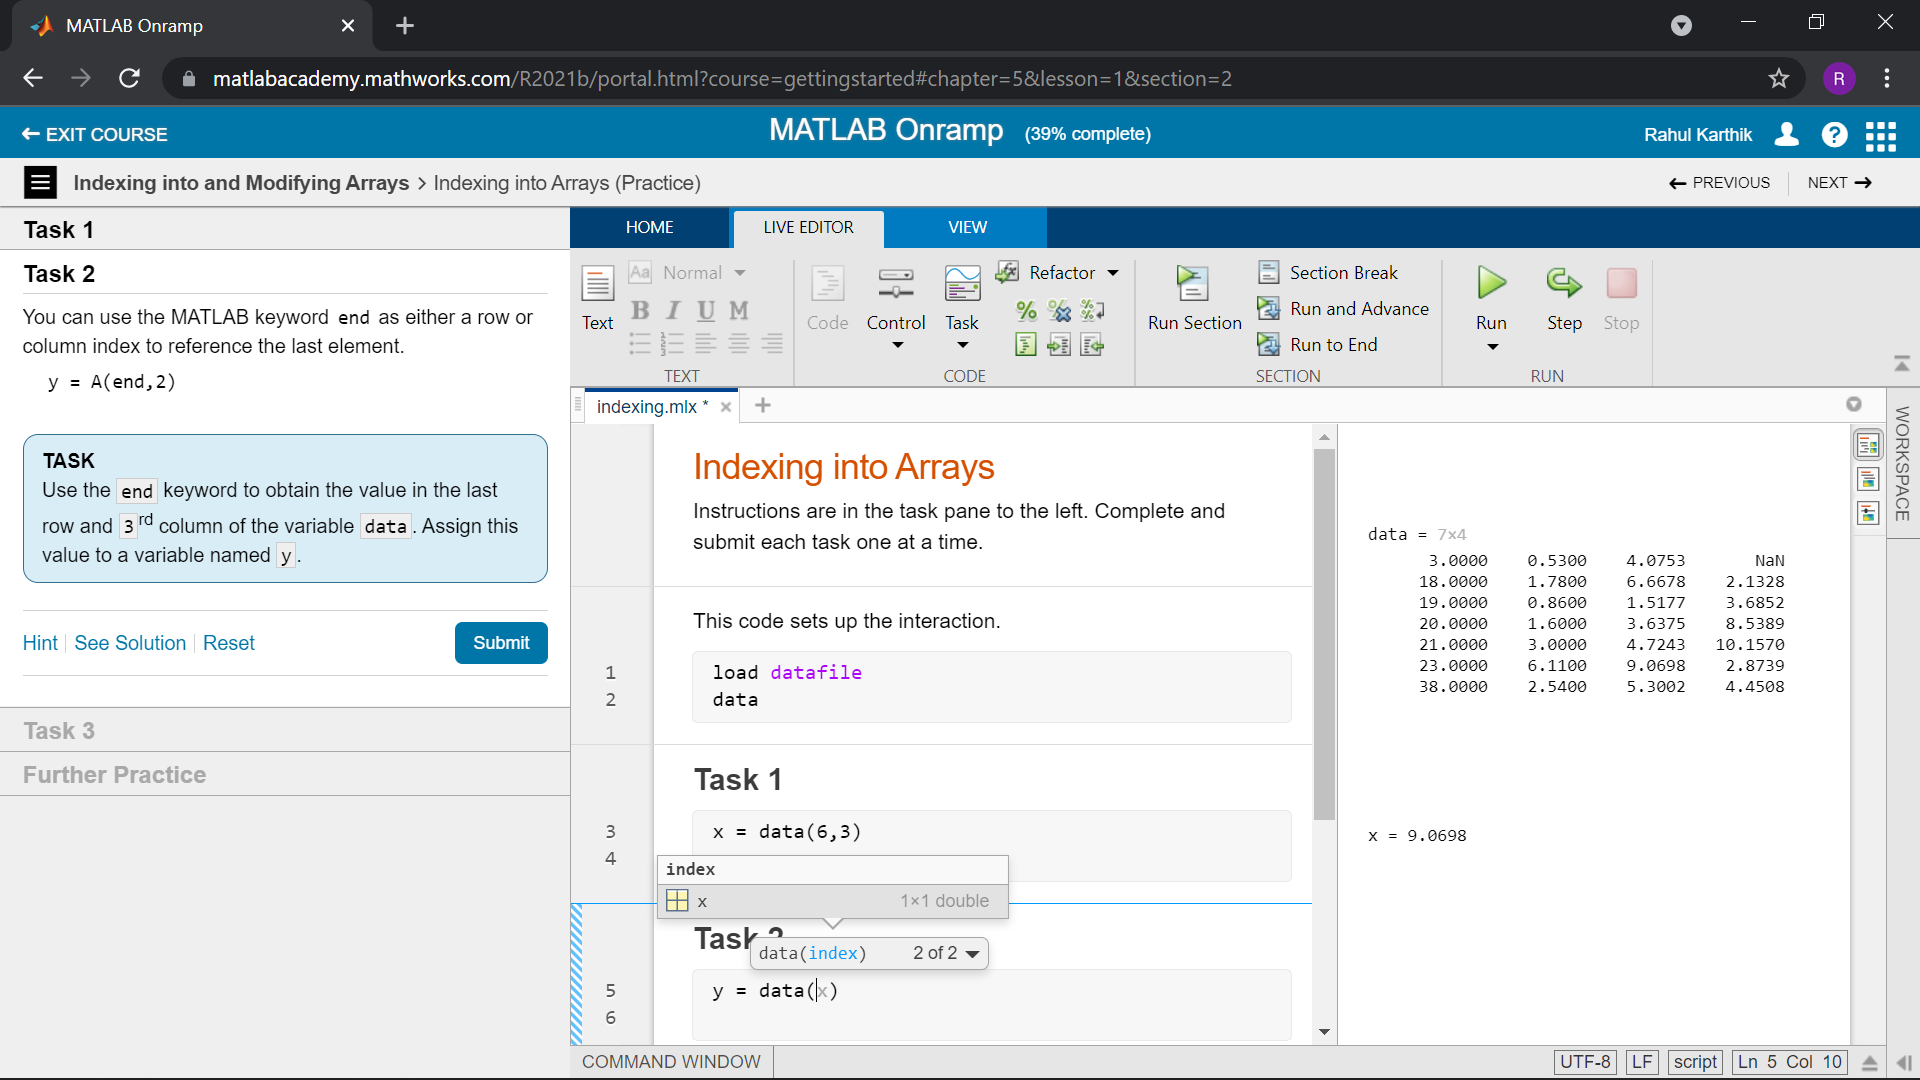 MATLAB Onramp
matlabacademy.mathworks.com/R2021b/portal.html?course=gettingstarted#chapter=5&lesson=1&section=2
R
EXIT COURSE
MATLAB Onramp (39% complete)
Rahul Karthik
?
Indexing into and Modifying Arrays > Indexing into Arrays (Practice)
PREVIOUS
NEXT
Task 1
Task 2
You can use the MATLAB keyword end as either a row or
column index to reference the last element.
y = A(end,2)
TASK
Use the end keyword to obtain the value in the last
row and 3rd column of the variable data. Assign this
value to a variable named y.
Hint
See Solution
Reset
Submit
Task 3
Further Practice
HOME
LIVE EDITOR
VIEW
Text
Aa Normal
B I U M
TEXT
Code
Control
Task
Refactor
CODE
Run Section
Section Break
Run and Advance
Run to End
SECTION
Run
Step
Stop
RUN
indexing.mlx *
Indexing into Arrays
Instructions are in the task pane to the left. Complete and
submit each task one at a time.
This code sets up the interaction.
1 load datafile
2 data
Task 1
3 x = data(6,3)
4
index
x 1×1 double
Task 2
data(index) 2 of 2
5 y = data(x)
6
data = 7×4
3.0000 0.5300 4.0753 NaN
18.0000 1.7800 6.6678 2.1328
19.0000 0.8600 1.5177 3.6852
20.0000 1.6000 3.6375 8.5389
21.0000 3.0000 4.7243 10.1570
23.0000 6.1100 9.0698 2.8739
38.0000 2.5400 5.3002 4.4508
x = 9.0698
WORKSPACE
COMMAND WINDOW
UTF-8
LF
script
Ln 5 Col 10